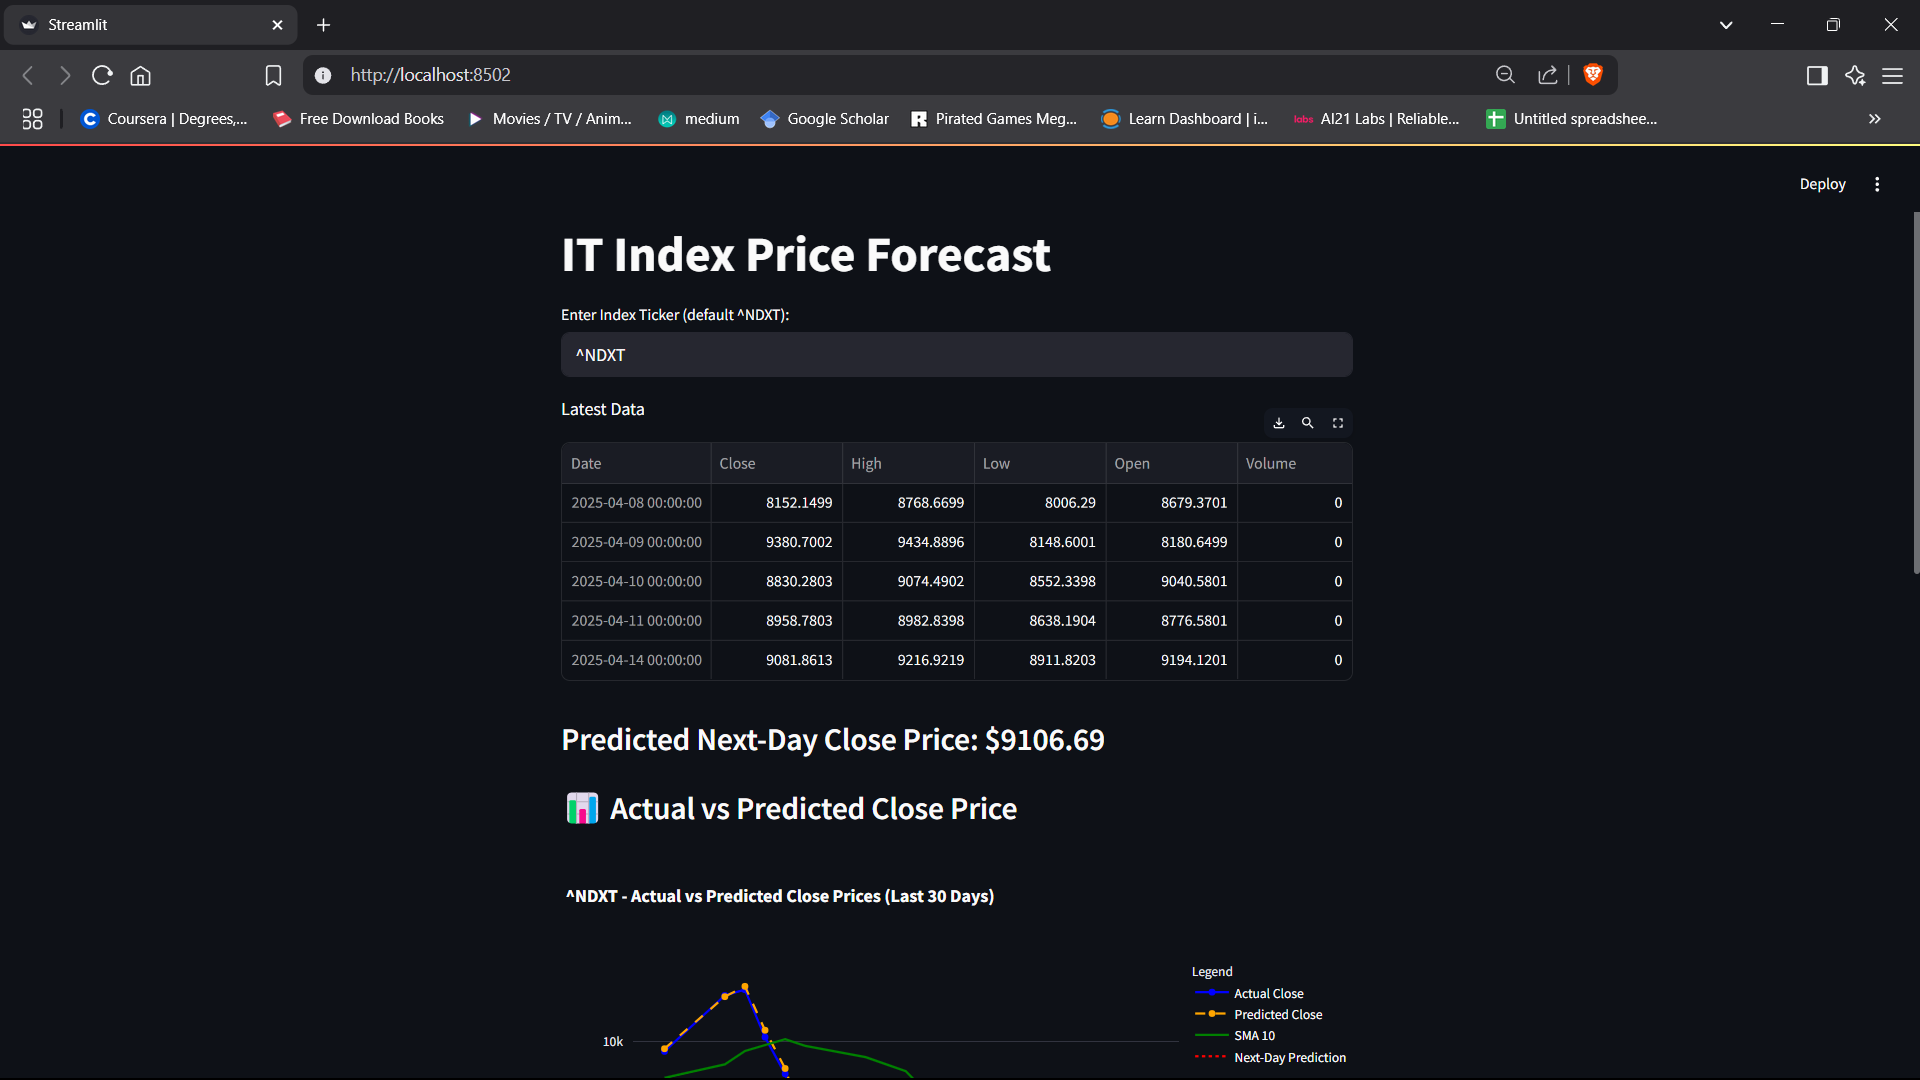 Streamlit
http://localhost:8502
Coursera | Degrees,...
Free Download Books
Movies / TV / Anim...
medium
Google Scholar
Pirated Games Meg...
Learn Dashboard | i...
labs AI21 Labs | Reliable...
Untitled spreadshee...
Deploy
IT Index Price Forecast
Enter Index Ticker (default ^NDXT):
^NDXT
Latest Data
Date Close High Low Open Volume
2025-04-08 00:00:00 8152.1499 8768.6699 8006.29 8679.3701 0
2025-04-09 00:00:00 9380.7002 9434.8896 8148.6001 8180.6499 0
2025-04-10 00:00:00 8830.2803 9074.4902 8552.3398 9040.5801 0
2025-04-11 00:00:00 8958.7803 8982.8398 8638.1904 8776.5801 0
2025-04-14 00:00:00 9081.8613 9216.9219 8911.8203 9194.1201 0
Predicted Next-Day Close Price: $9106.69
Actual vs Predicted Close Price
^NDXT - Actual vs Predicted Close Prices (Last 30 Days)
10k
Legend
Actual Close
Predicted Close
SMA 10
Next-Day Prediction